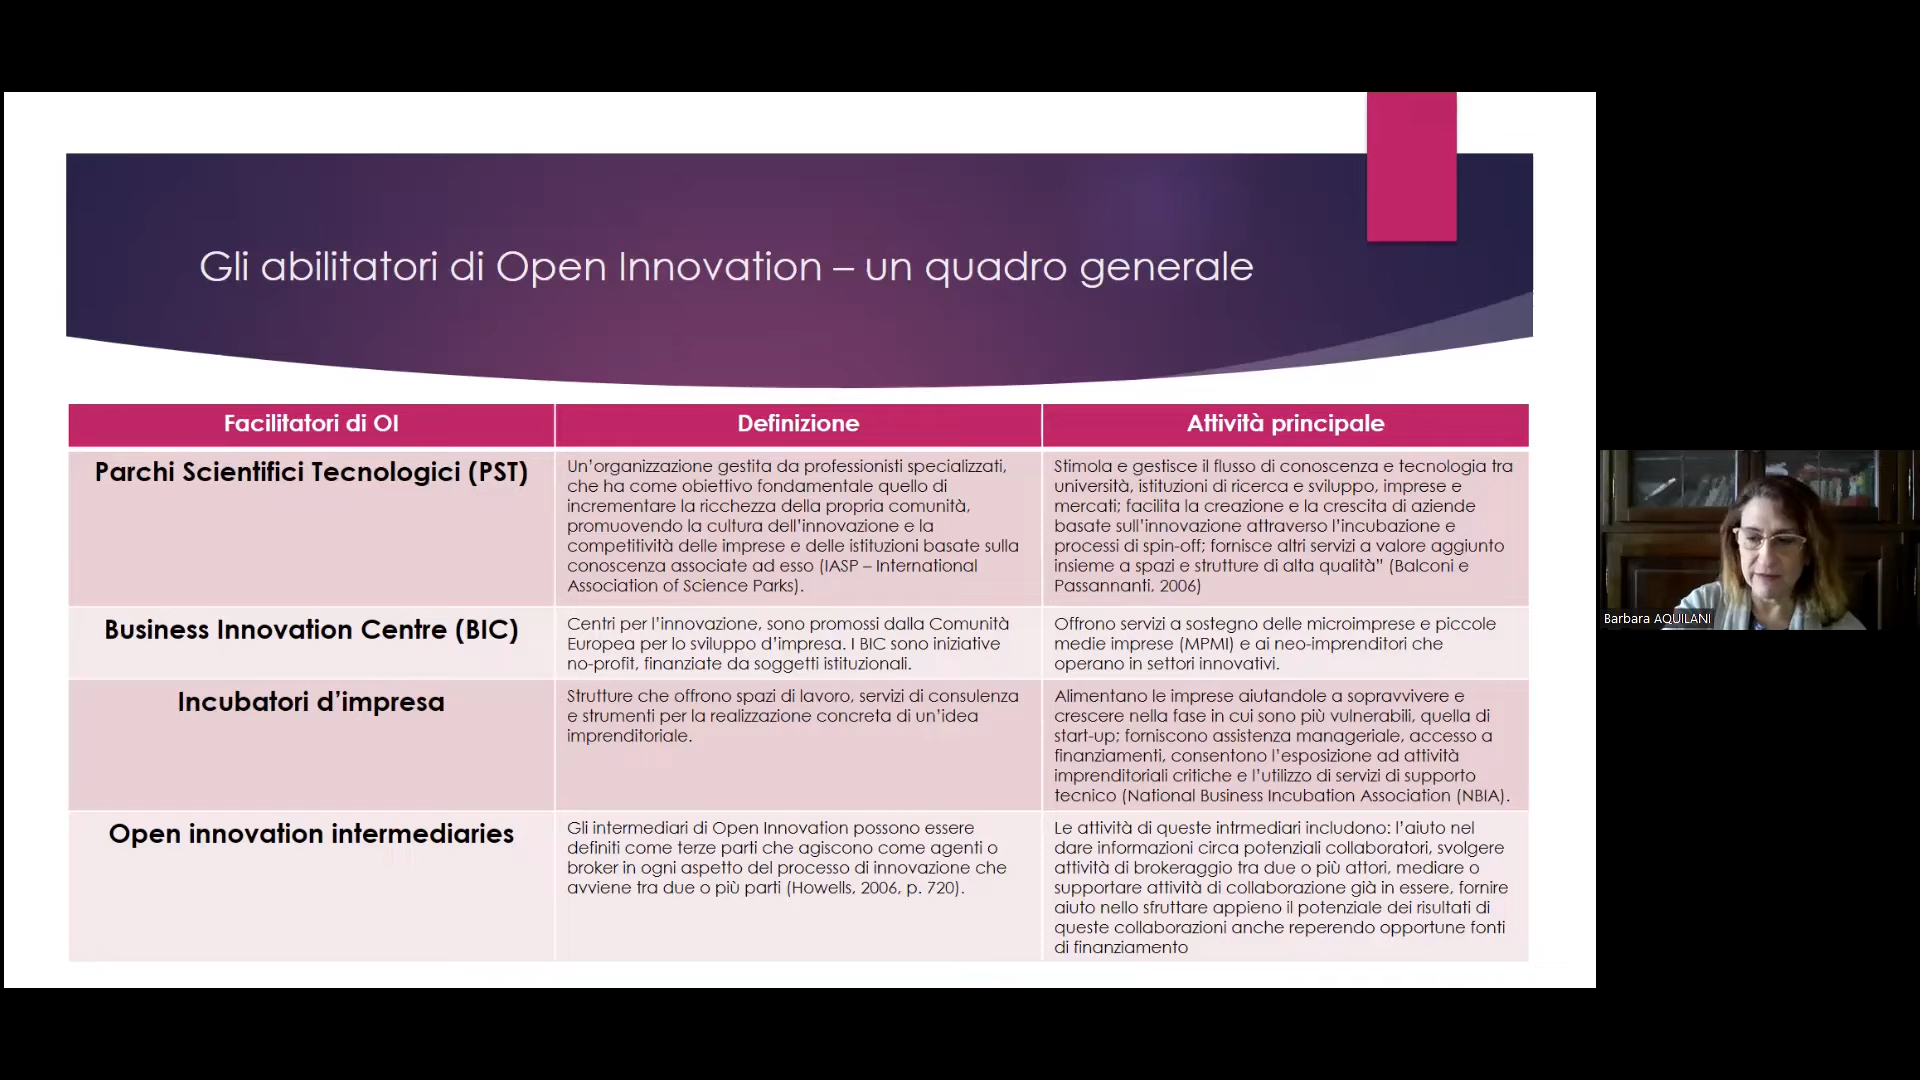 Gli abilitatori di Open Innovation – un quadro generale
Facilitatori di OI
Definizione
Attività principale
Parchi Scientifici Tecnologici (PST)
Un’organizzazione gestita da professionisti specializzati,
che ha come obiettivo fondamentale quello di
incrementare la ricchezza della propria comunità,
promuovendo la cultura dell’innovazione e la
competitività delle imprese e delle istituzioni basate sulla
conoscenza associate ad esso (IASP – International
Association of Science Parks).
Stimola e gestisce il flusso di conoscenza e tecnologia tra
università, istituzioni di ricerca e sviluppo, imprese e
mercati; facilita la creazione e la crescita di aziende
basate sull’innovazione attraverso l’incubazione e
processi di spin-off; fornisce altri servizi a valore aggiunto
insieme a spazi e strutture di alta qualità” (Balconi e
Passannanti, 2006)
Business Innovation Centre (BIC)
Centri per l’innovazione, sono promossi dalla Comunità
Europea per lo sviluppo d’impresa. I BIC sono iniziative
no-profit, finanziate da soggetti istituzionali.
Offrono servizi a sostegno delle microimprese e piccole
medie imprese (MPMI) e ai neo-imprenditori che
operano in settori innovativi.
Incubatori d’impresa
Strutture che offrono spazi di lavoro, servizi di consulenza
e strumenti per la realizzazione concreta di un’idea
imprenditoriale.
Alimentano le imprese aiutandole a sopravvivere e
crescere nella fase in cui sono più vulnerabili, quella di
start-up; forniscono assistenza manageriale, accesso a
finanziamenti, consentono l’esposizione ad attività
imprenditoriali critiche e l’utilizzo di servizi di supporto
tecnico (National Business Incubation Association (NBIA).
Open innovation intermediaries
Gli intermediari di Open Innovation possono essere
definiti come terze parti che agiscono come agenti o
broker in ogni aspetto del processo di innovazione che
avviene tra due o più parti (Howells, 2006, p. 720).
Le attività di queste intrmediari includono: l’aiuto nel
dare informazioni circa potenziali collaboratori, svolgere
attività di brokeraggio tra due o più attori, mediare o
supportare attività di collaborazione già in essere, fornire
aiuto nello sfruttare appieno il potenziale dei risultati di
queste collaborazioni anche reperendo opportune fonti
di finanziamento
Barbara AQUILANI